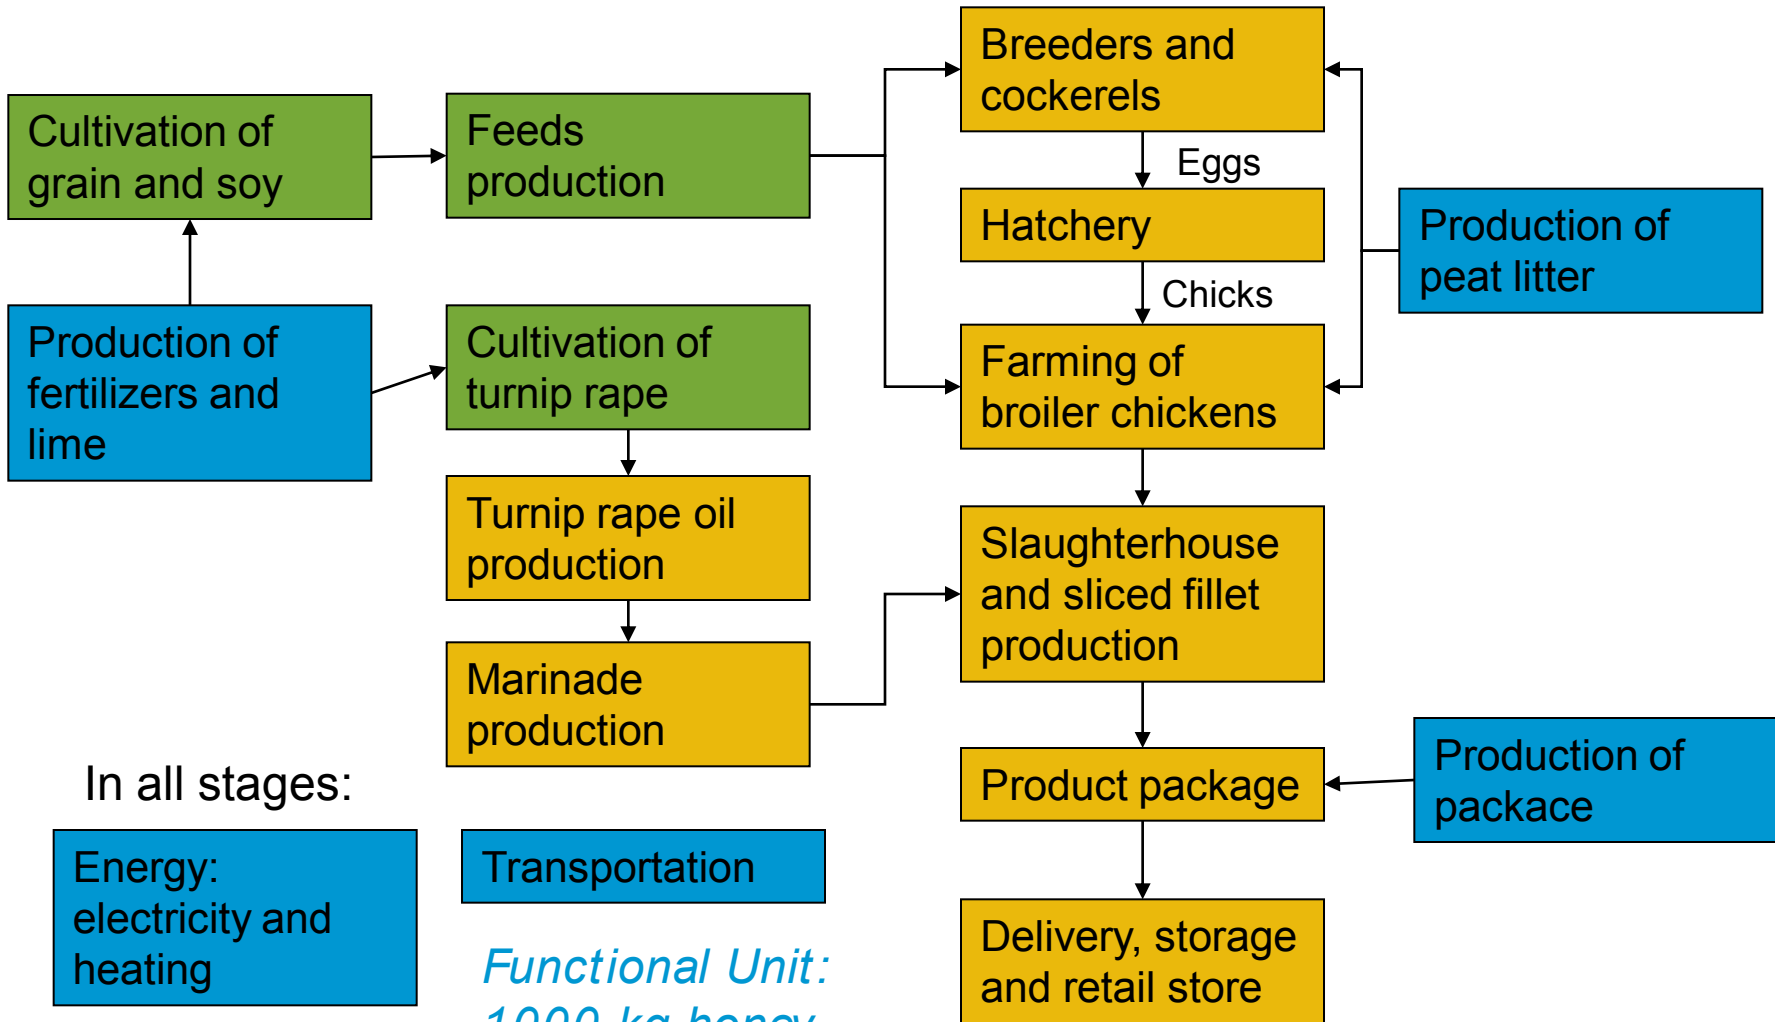 Breeders and
cockerels
Cultivation of
grain and soy
Feeds
production
Eggs
Hatchery
Production of
peat litter
Chicks
Production of
fertilizers and
lime
Cultivation of
turnip rape
Farming of
broiler chickens
Turnip rape oil
production
Slaughterhouse
and sliced fillet
production
Marinade
production
In all stages:
Product package
Production of
packace
Energy:
electricity and
heating
Transportation
Functional Unit:
1000 kg honey
Delivery, storage
and retail store